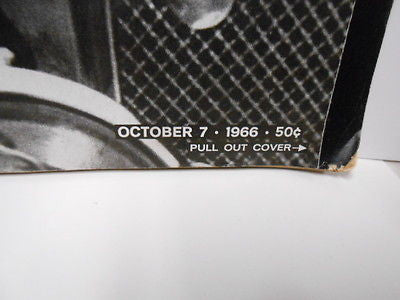 OCTOBER 7 · 1966 · 50¢
PULL OUT COVER→